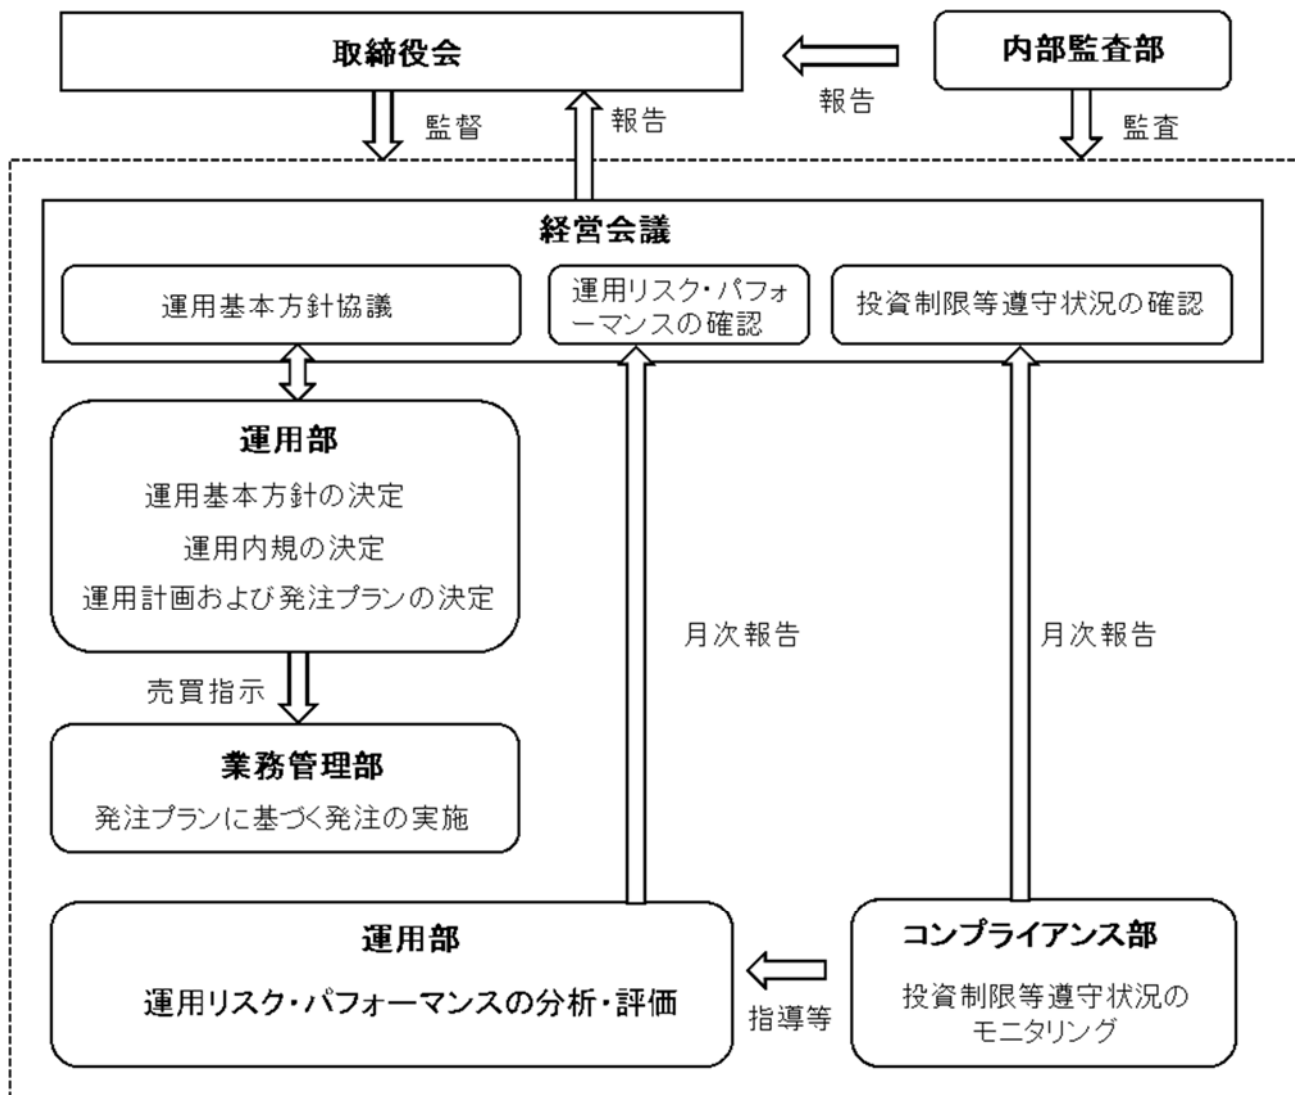 取締役会
内部監査部
報告
監督
報告
監査
経営会議
運用基本方針協議
運用リスク・パフォ
ーマンスの確認
投資制限等遵守状況の確認
運用部
運用基本方針の決定
運用内規の決定
運用計画および発注プランの決定
月次報告
月次報告
売買指示
業務管理部
発注プランに基づく発注の実施
運用部
運用リスク・パフォーマンスの分析・評価
指導等
コンプライアンス部
投資制限等遵守状況の
モニタリング